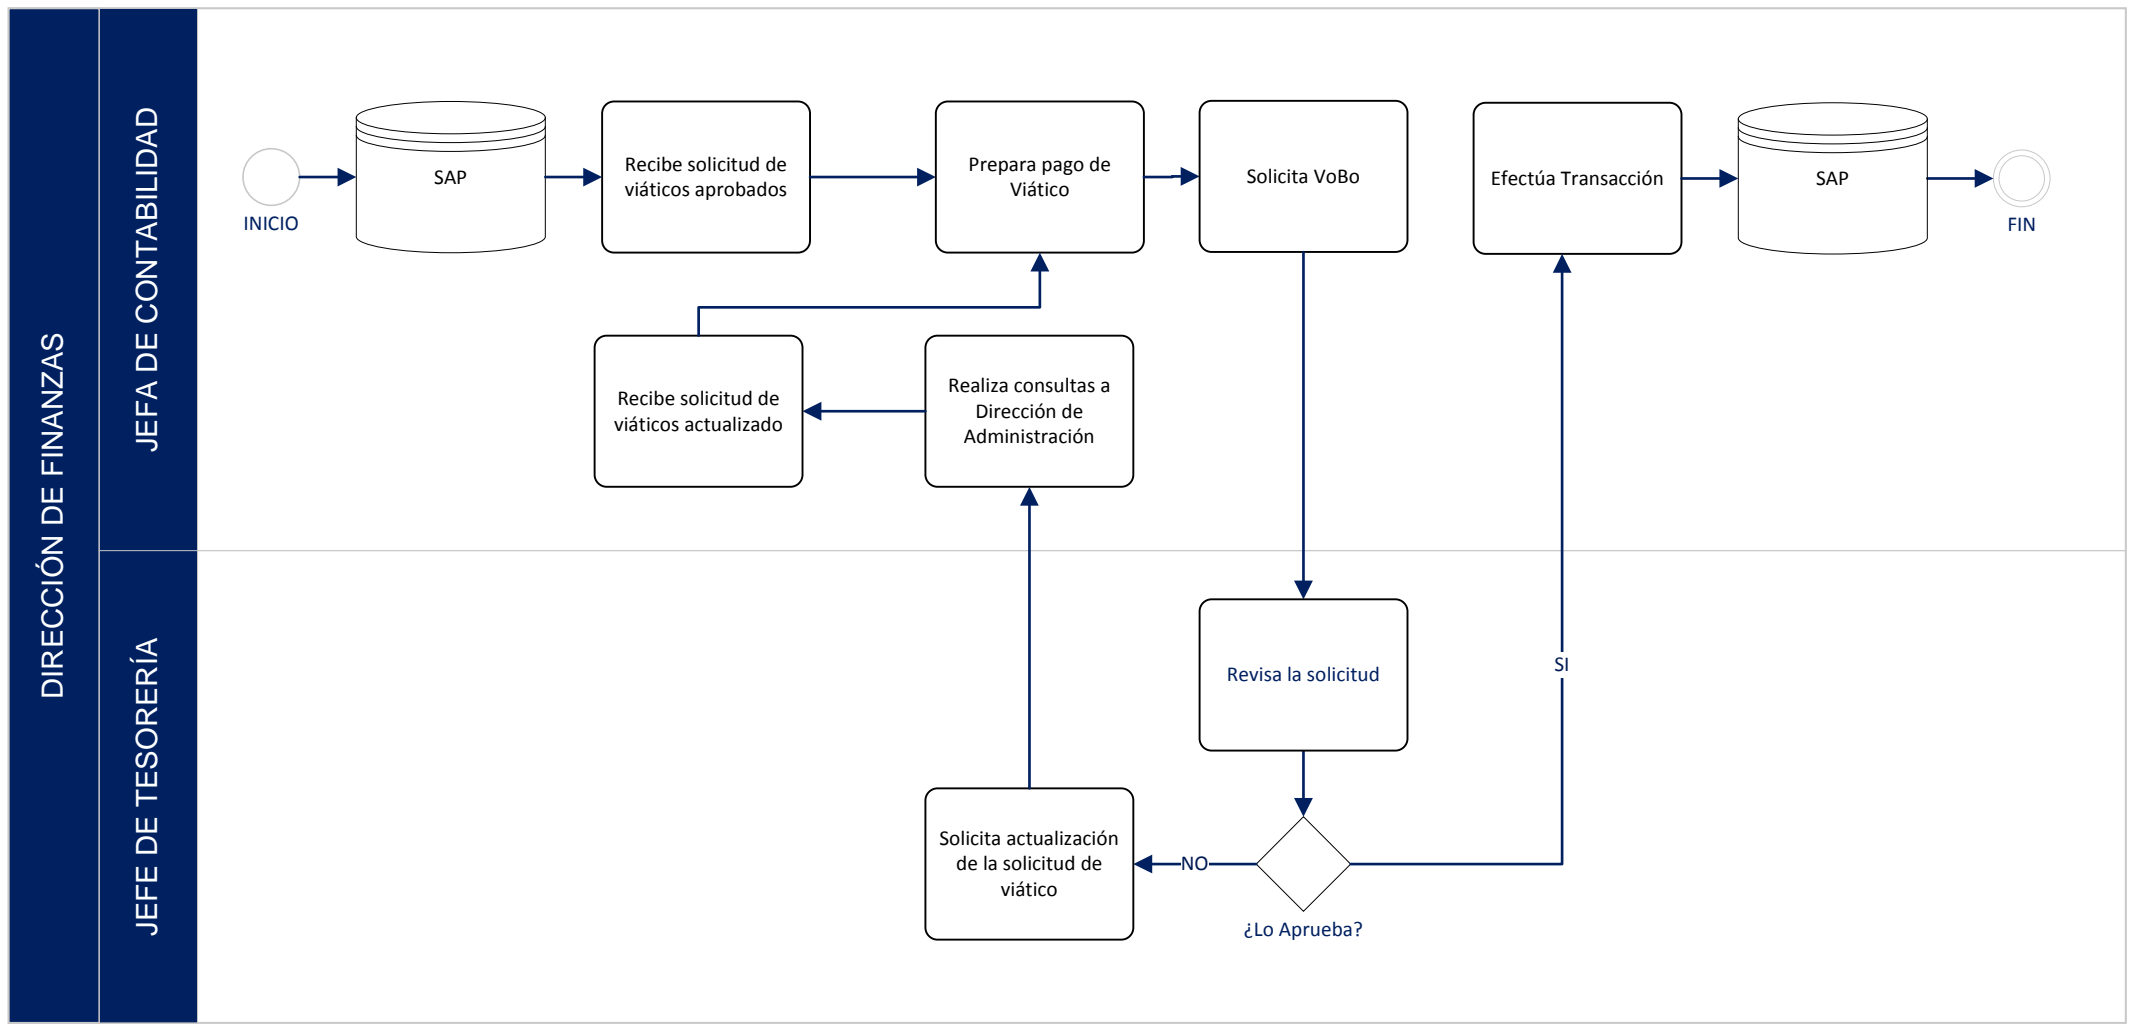 DIRECCIÓN DE FINANZAS
JEFA DE CONTABILIDAD
INICIO
SAP
Recibe solicitud de
viáticos aprobados
Prepara pago de
Viático
Solicita VoBo
Efectúa Transacción
SAP
FIN
Recibe solicitud de
viáticos actualizado
Realiza consultas a
Dirección de
Administración
JEFE DE TESORERÍA
Revisa la solicitud
SI
Solicita actualización
de la solicitud de
viático
NO
¿Lo Aprueba?